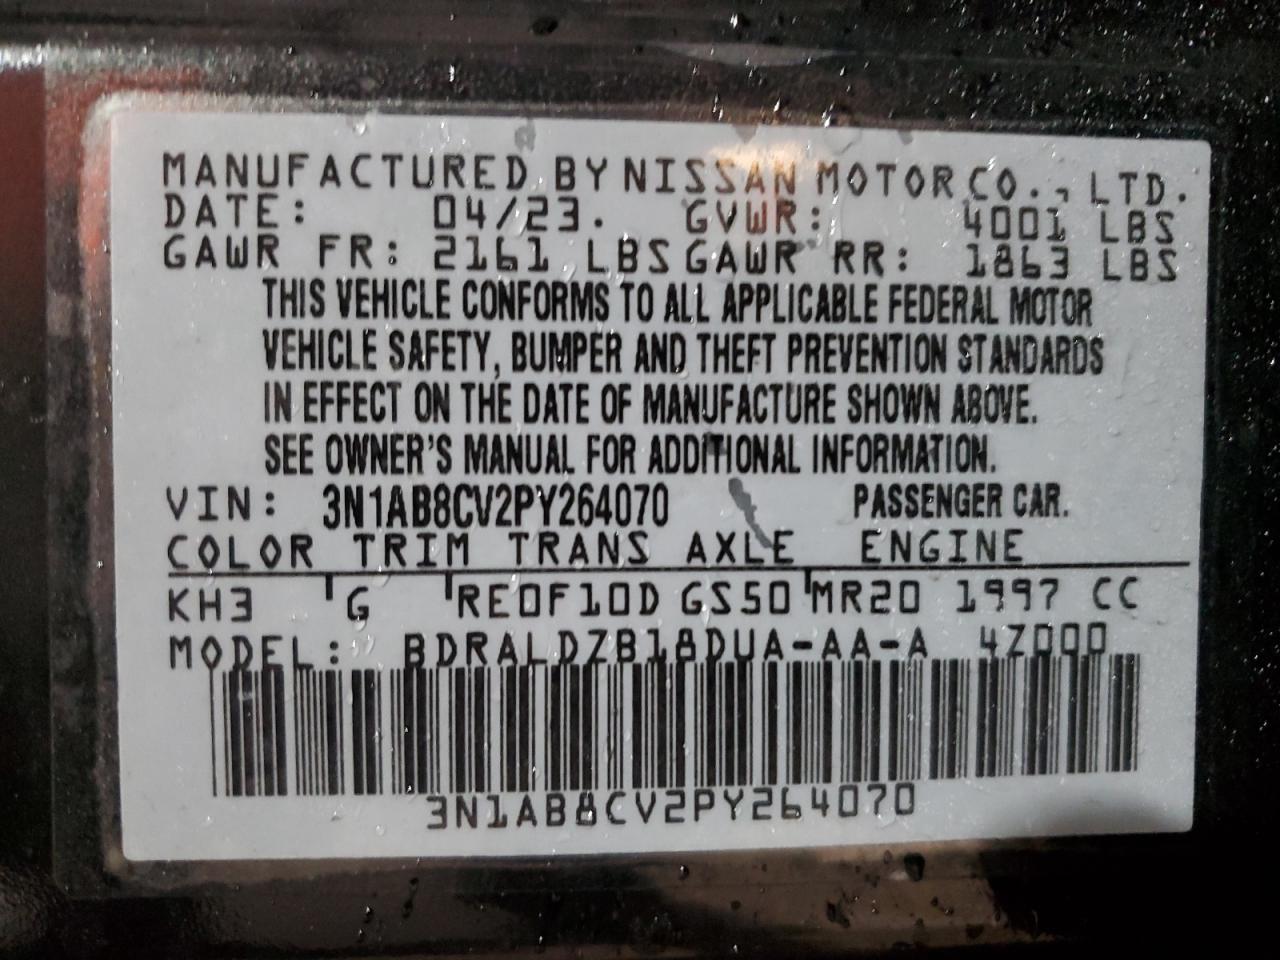 MANUFACTURED BY NISSAN MOTOR CO., LTD.
DATE: 04/23. GVWR: 4001 LBS
GAWR FR: 2161 LBS GAWR RR: 1863 LBS
THIS VEHICLE CONFORMS TO ALL APPLICABLE FEDERAL MOTOR
VEHICLE SAFETY, BUMPER AND THEFT PREVENTION STANDARDS
IN EFFECT ON THE DATE OF MANUFACTURE SHOWN ABOVE.
SEE OWNER'S MANUAL FOR ADDITIONAL INFORMATION.
VIN: 3N1AB8CV2PY264070 PASSENGER CAR.
COLOR TRIM TRANS AXLE ENGINE
KH3 G RE0F10D GS50 MR20 1997 CC
MODEL: BDRALDZB18DUA-AA-A 4Z000
3N1AB8CV2PY264070